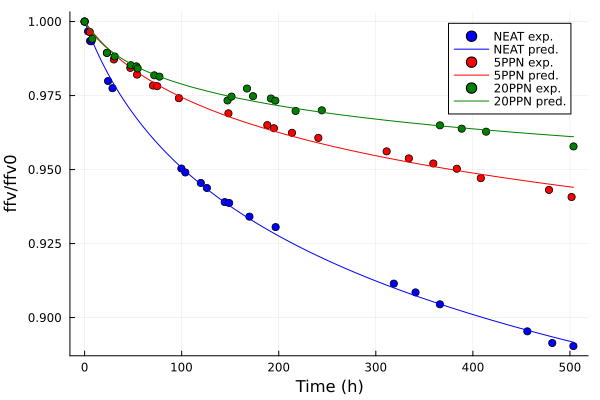 1.000
0.975
0.950
0.925
0.900
ffv/ffv0
0
100
200
300
400
500
Time (h)
NEAT exp.
NEAT pred.
5PPN exp.
5PPN pred.
20PPN exp.
20PPN pred.